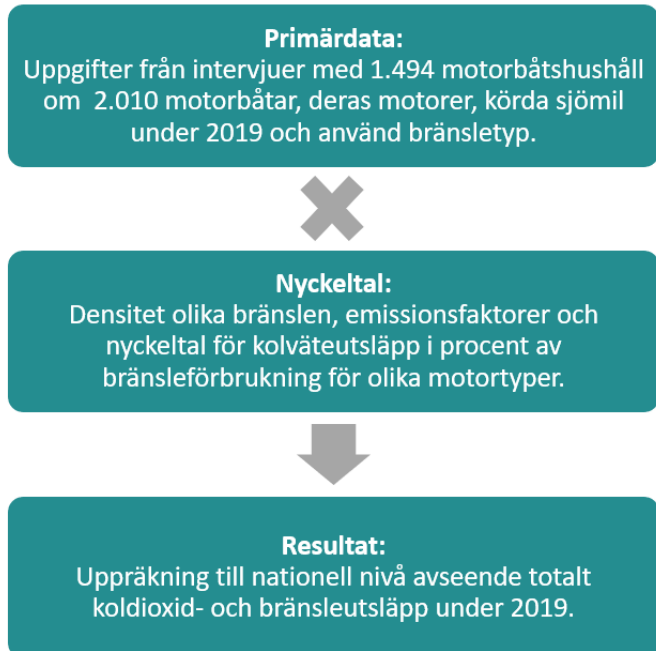 Primärdata:
Uppgifter från intervjuer med 1.494 motorbåtshushåll
om 2.010 motorbåtar, deras motorer, körda sjömil
under 2019 och använd bränsletyp.
Nyckeltal:
Densitet olika bränslen, emissionsfaktorer och
nyckeltal för kolväteutsläpp i procent av
bränsleförbrukning för olika motortyper.
Resultat:
Uppräkning till nationell nivå avseende totalt
koldioxid- och bränsleutsläpp under 2019.